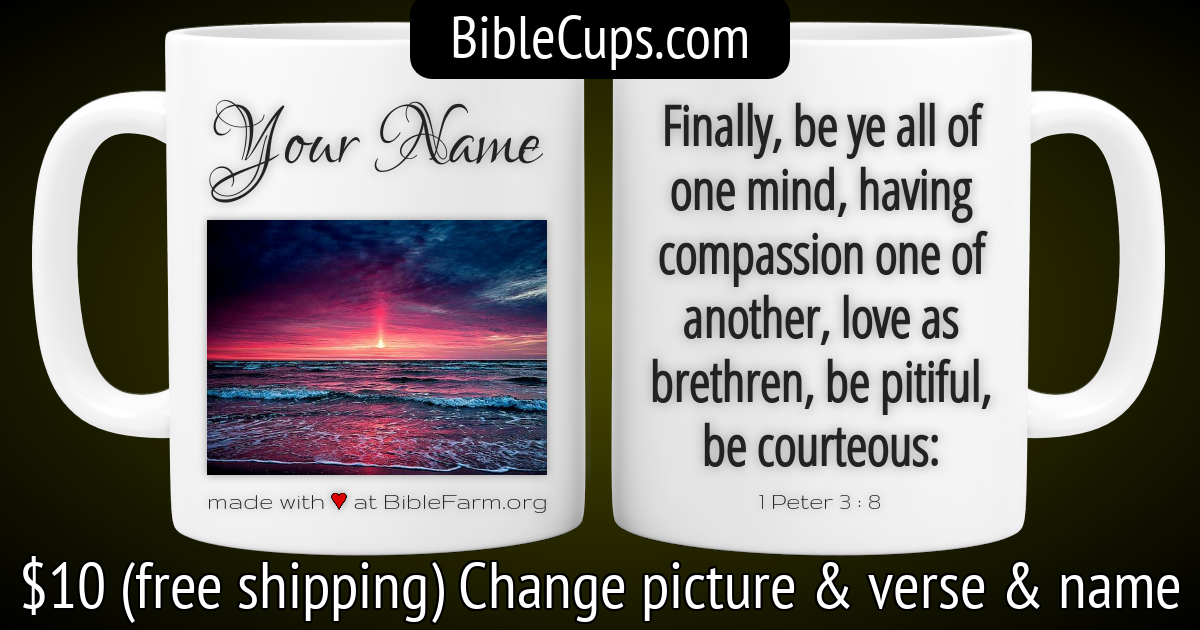 BibleCups.com
Your Name
made with ♥ at BibleFarm.org
Finally, be ye all of
one mind, having
compassion one of
another, love as
brethren, be pitiful,
be courteous:
1 Peter 3 : 8
$10 (free shipping) Change picture & verse & name